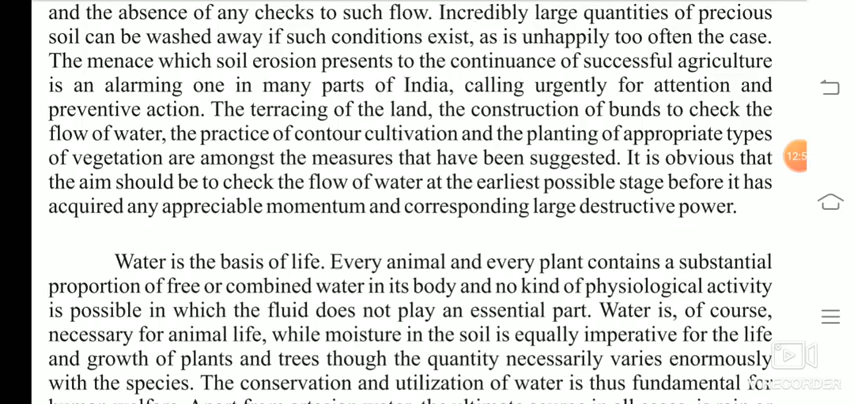 and the absence of any checks to such flow. Incredibly large quantities of precious
soil can be washed away if such conditions exist, as is unhappily too often the case.
The menace which soil erosion presents to the continuance of successful agriculture
is an alarming one in many parts of India, calling urgently for attention and
preventive action. The terracing of the land, the construction of bunds to check the
flow of water, the practice of contour cultivation and the planting of appropriate types
of vegetation are amongst the measures that have been suggested. It is obvious that
the aim should be to check the flow of water at the earliest possible stage before it has
acquired any appreciable momentum and corresponding large destructive power.
Water is the basis of life. Every animal and every plant contains a substantial
proportion of free or combined water in its body and no kind of physiological activity
is possible in which the fluid does not play an essential part. Water is, of course,
necessary for animal life, while moisture in the soil is equally imperative for the life
and growth of plants and trees though the quantity necessarily varies enormously
with the species. The conservation and utilization of water is thus fundamental for
12:5
RECORDER